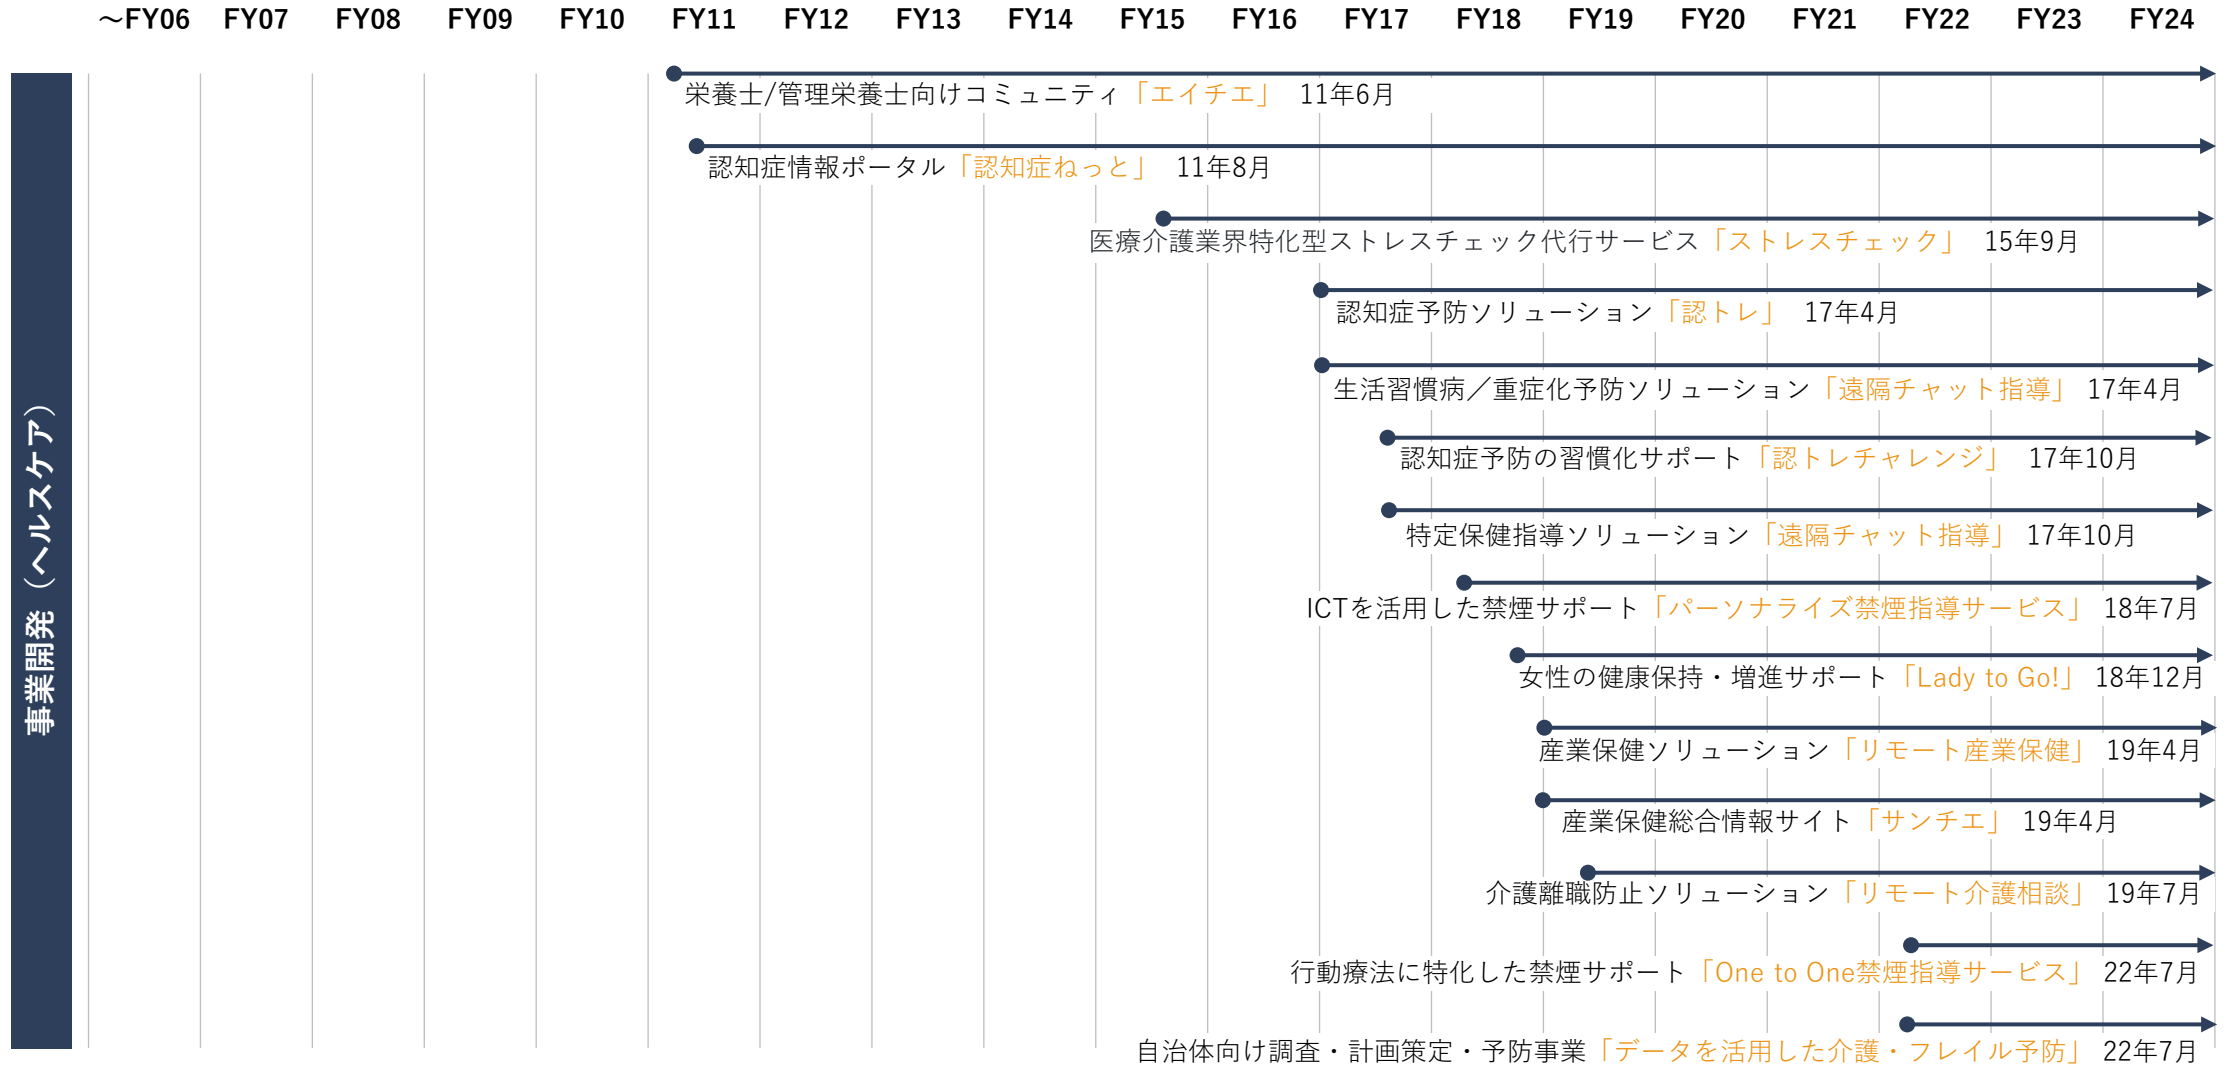 ～FY06 FY07 FY08 FY09 FY10 FY11 FY12 FY13 FY14 FY15 FY16 FY17 FY18 FY19 FY20 FY21 FY22 FY23 FY24
事業開発（ヘルスケア）
栄養士/管理栄養士向けコミュニティ「エイチエ」 11年6月
認知症情報ポータル「認知症ねっと」 11年8月
医療介護業界特化型ストレスチェック代行サービス「ストレスチェック」 15年9月
認知症予防ソリューション「認トレ」 17年4月
生活習慣病／重症化予防ソリューション「遠隔チャット指導」 17年4月
認知症予防の習慣化サポート「認トレチャレンジ」 17年10月
特定保健指導ソリューション「遠隔チャット指導」 17年10月
ICTを活用した禁煙サポート「パーソナライズ禁煙指導サービス」 18年7月
女性の健康保持・増進サポート「Lady to Go!」 18年12月
産業保健ソリューション「リモート産業保健」 19年4月
産業保健総合情報サイト「サンチエ」 19年4月
介護離職防止ソリューション「リモート介護相談」 19年7月
行動療法に特化した禁煙サポート「One to One禁煙指導サービス」 22年7月
自治体向け調査・計画策定・予防事業「データを活用した介護・フレイル予防」 22年7月